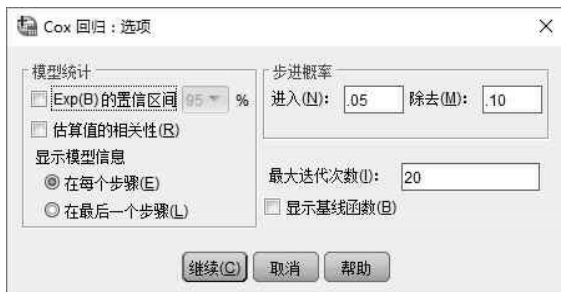 Cox 回归：选项
模型统计
Exp(B) 的置信区间 95 %
估算值的相关性(R)
显示模型信息
在每个步骤(E)
在最后一个步骤(L)
步进概率
进入(N): .05 除去(M): .10
最大迭代次数(I): 20
显示基线函数(B)
继续(C) 取消 帮助